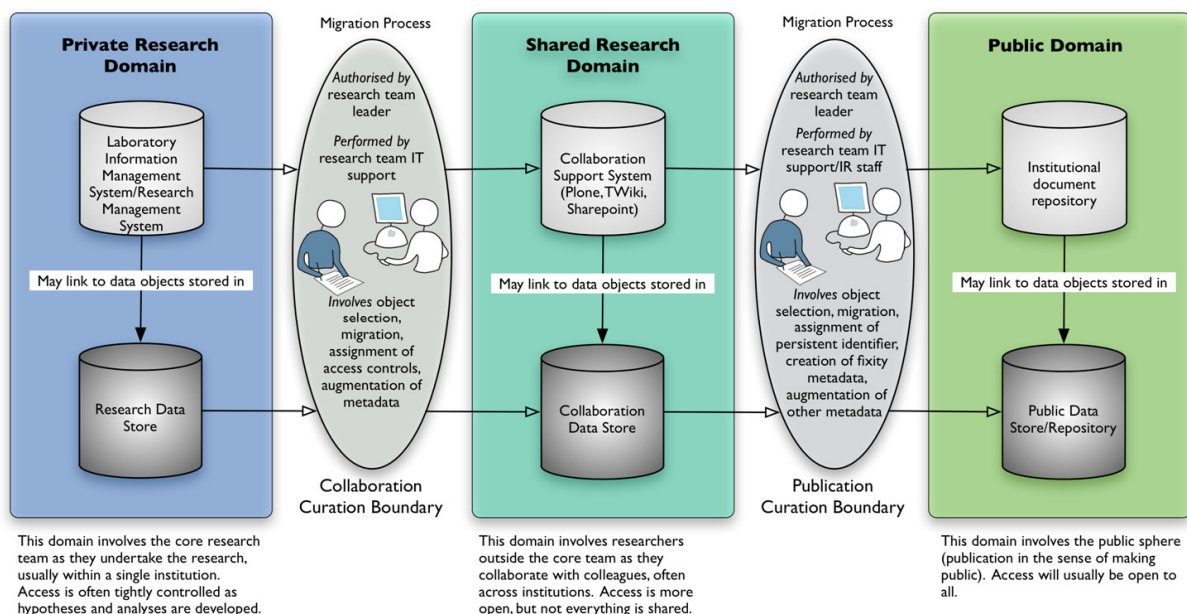 Private Research
Domain
Laboratory
Information
Management
System/Research
Management
System
May link to data objects stored in
Research Data
Store
This domain involves the core research
team as they undertake the research,
usually within a single institution.
Access is often tightly controlled as
hypotheses and analyses are developed.
Migration Process
Authorised by
research team
leader
Performed by
research team IT
support
Involves object
selection,
migration,
assignment of
access controls,
augmentation of
metadata
Collaboration
Curation Boundary
Shared Research
Domain
Collaboration
Support System
(Plone, TWiki,
Sharepoint)
May link to data objects stored in
Collaboration
Data Store
This domain involves researchers
outside the core team as they
collaborate with colleagues, often
across institutions. Access is more
open, but not everything is shared.
Migration Process
Authorised by
research team
leader
Performed by
research team IT
support/IR staff
Involves object
selection, migration,
assignment of
persistent identifier,
creation of fixity
metadata,
augmentation of
other metadata
Publication
Curation Boundary
Public Domain
Institutional
document
repository
May link to data objects stored in
Public Data
Store/Repository
This domain involves the public sphere
(publication in the sense of making
public). Access will usually be open to
all.